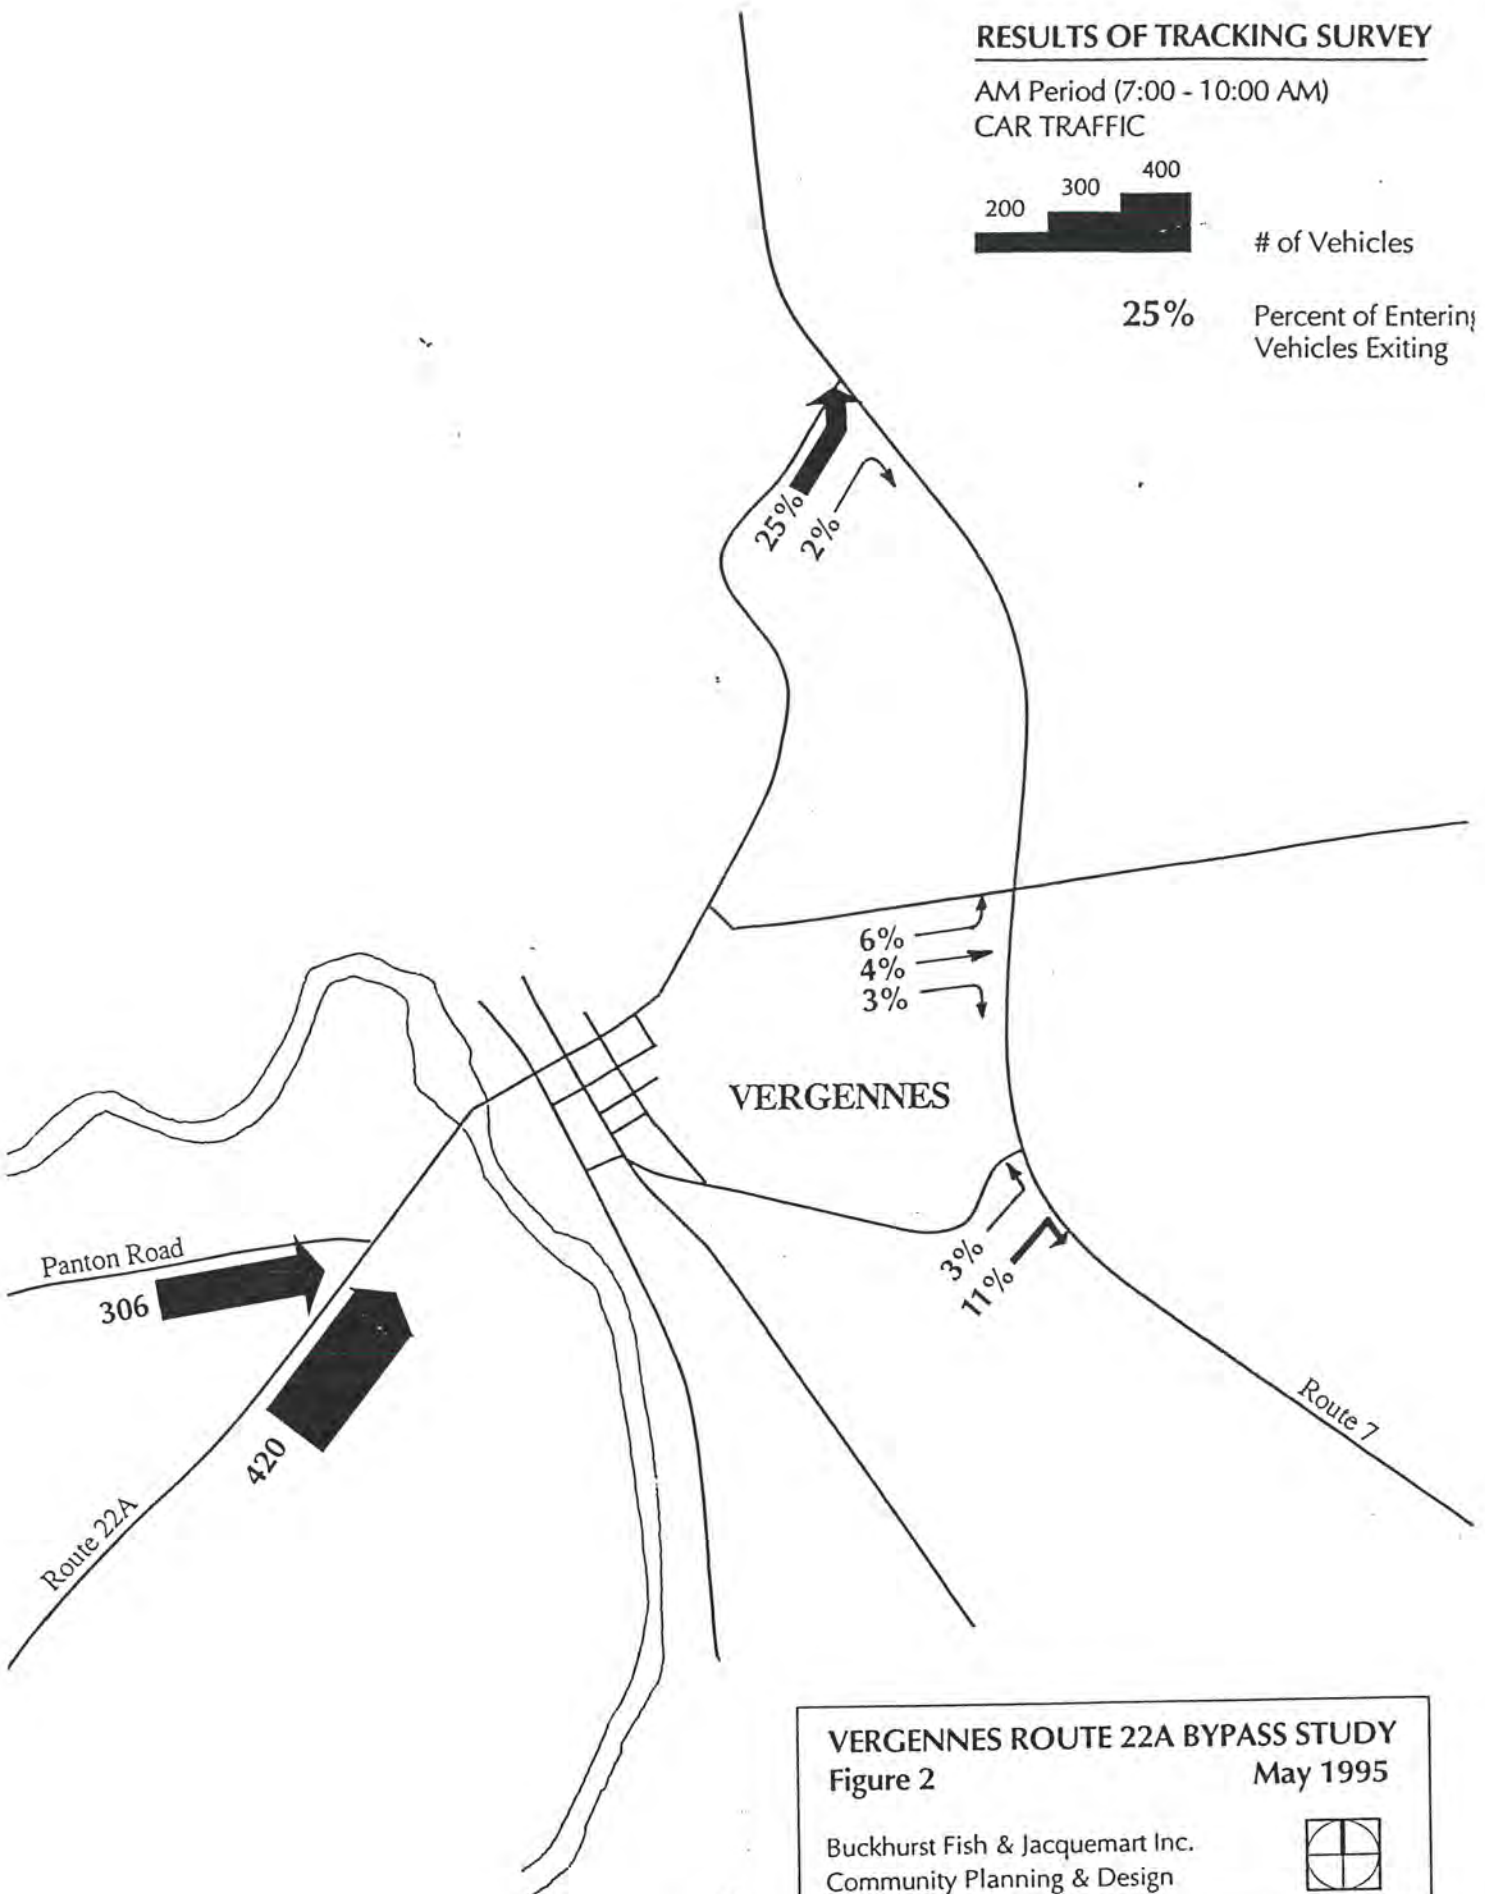 RESULTS OF TRACKING SURVEY
AM Period (7:00 - 10:00 AM)
CAR TRAFFIC
200
300
400
# of Vehicles
25%
Percent of Entering
Vehicles Exiting
25%
2%
6%
4%
3%
VERGENNES
Panton Road
306
3%
11%
420
Route 7
Route 22A
VERGENNES ROUTE 22A BYPASS STUDY
Figure 2
May 1995
Buckhurst Fish & Jacquemart Inc.
Community Planning & Design